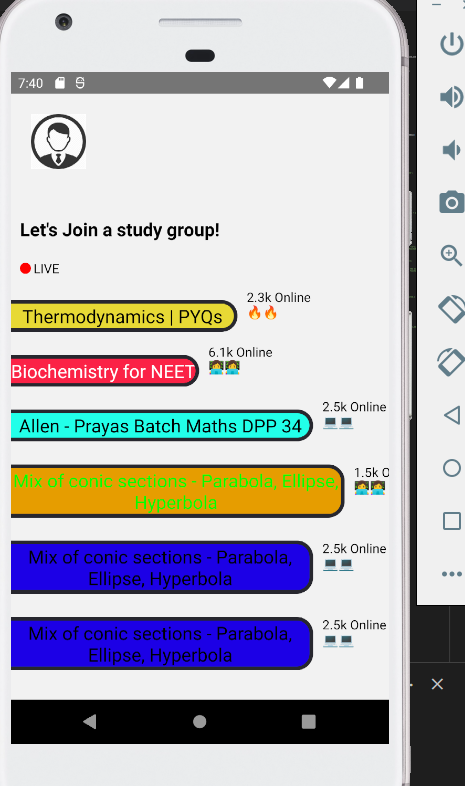 7:40
Let's Join a study group!
LIVE
Thermodynamics | PYQs
2.3k Online
🔥🔥
Biochemistry for NEET
6.1k Online
👩‍💻👩‍💻
Allen - Prayas Batch Maths DPP 34
2.5k Online
💻💻
Mix of conic sections - Parabola, Ellipse,
Hyperbola
1.5k O
👩‍💻👩‍💻
Mix of conic sections - Parabola,
Ellipse, Hyperbola
2.5k Online
💻💻
Mix of conic sections - Parabola,
Ellipse, Hyperbola
2.5k Online
💻💻